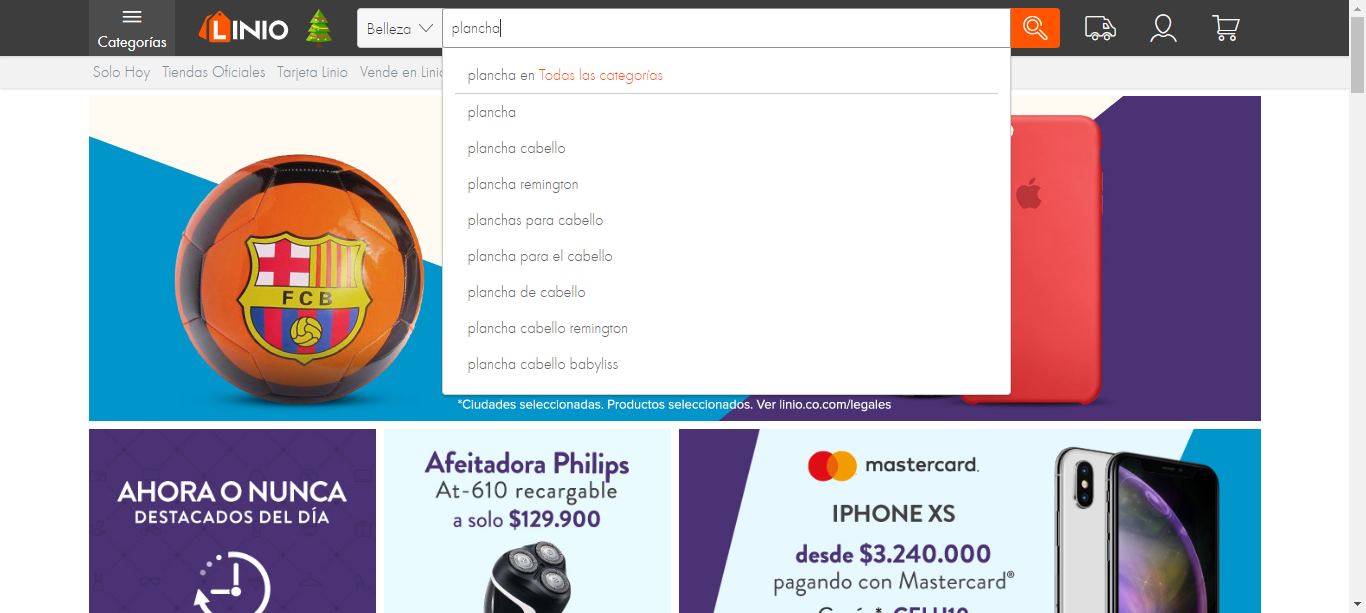 Categorías
LINIO
Belleza
plancha
Solo Hoy
Tiendas Oficiales
Tarjeta Linio
Vende en Linio
plancha en Todas las categorías
plancha
plancha cabello
plancha remington
planchas para cabello
plancha para el cabello
plancha de cabello
plancha cabello remington
plancha cabello babyliss
FCB
*Ciudades seleccionadas. Productos seleccionados. Ver linio.co.com/legales
AHORA O NUNCA
DESTACADOS DEL DÍA
Afeitadora Philips
At-610 recargable
a solo $129.900
mastercard.
IPHONE XS
desde $3.240.000
pagando con Mastercard®